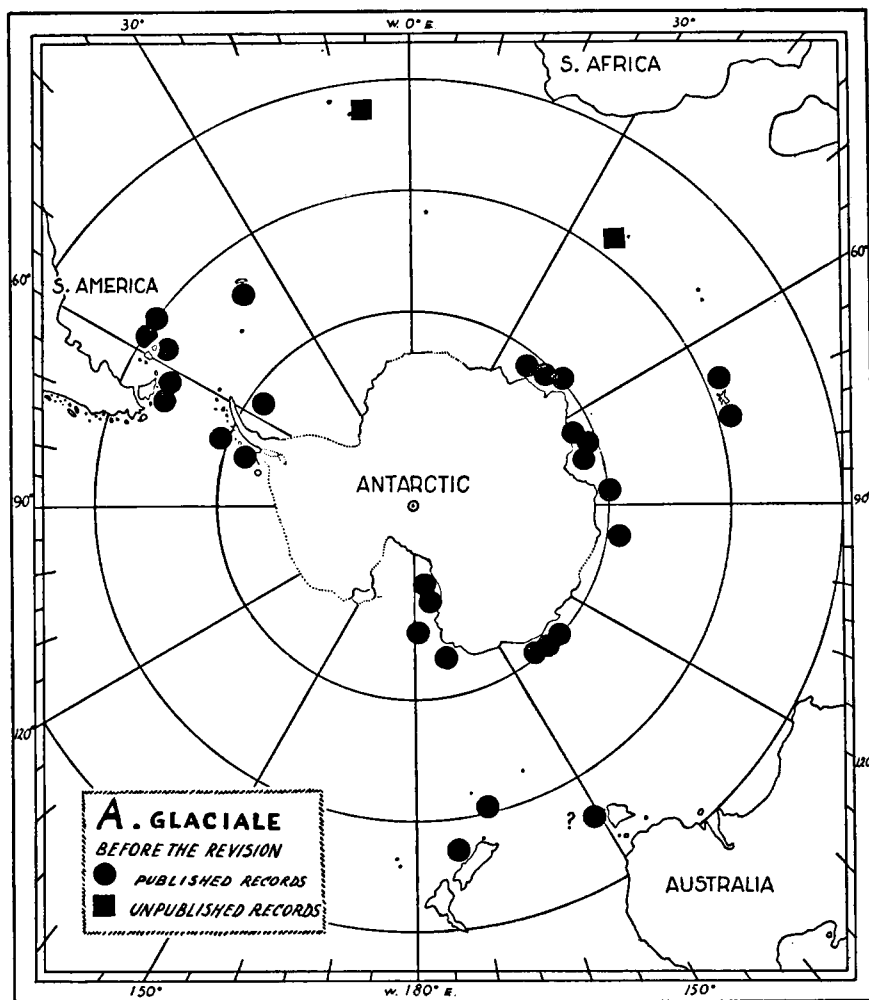 30° W. 0° E. 30°
S. AFRICA
60° 60°
S. AMERICA
ANTARCTIC
90° 90°
120° 120°
?
A. GLACIALE
BEFORE THE REVISION
PUBLISHED RECORDS
UNPUBLISHED RECORDS
AUSTRALIA
150° W. 180° E. 150°